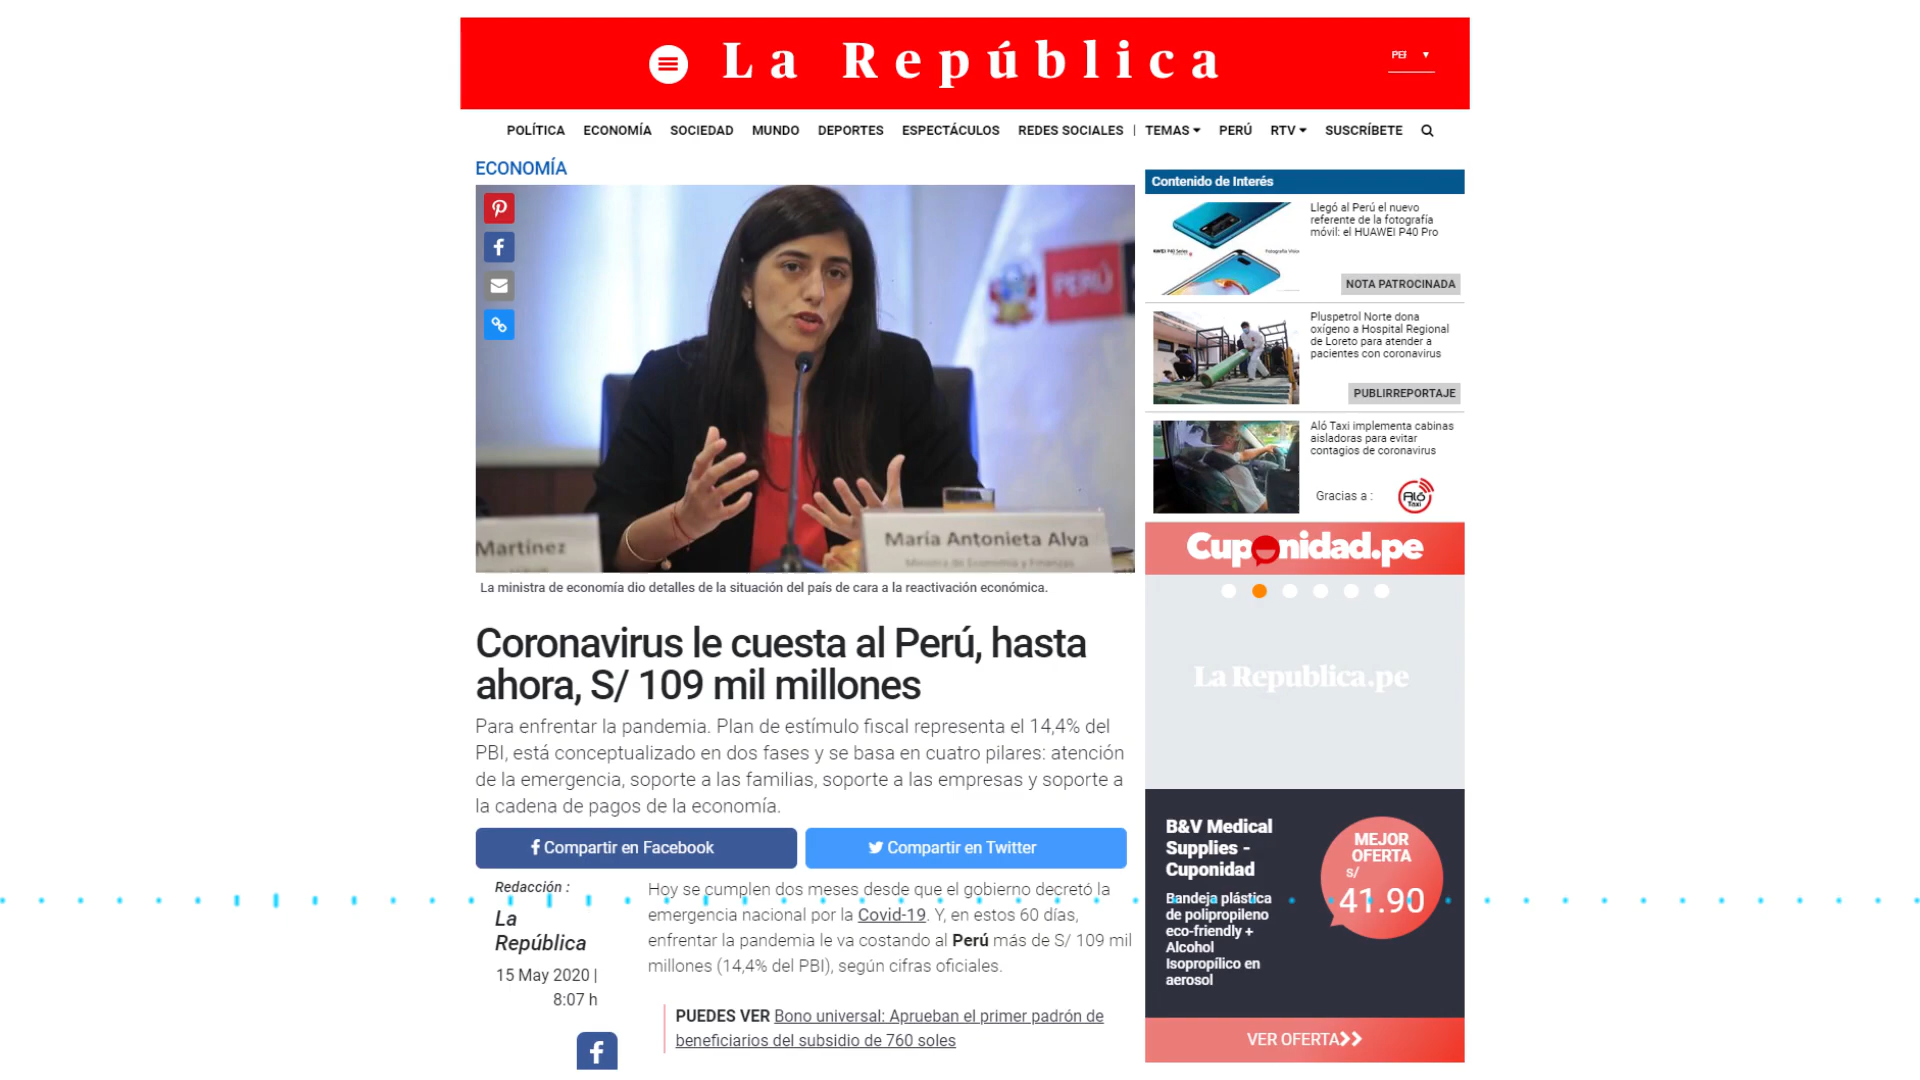 La República
PE
POLÍTICA ECONOMÍA SOCIEDAD MUNDO DEPORTES ESPECTÁCULOS REDES SOCIALES | TEMAS PERÚ RTV SUSCRÍBETE
ECONOMÍA
PERÚ
Martínez
María Antonieta Alva
Ministra de Economía y Finanzas
La ministra de economía dio detalles de la situación del país de cara a la reactivación económica.
Coronavirus le cuesta al Perú, hasta
ahora, S/ 109 mil millones
Para enfrentar la pandemia. Plan de estímulo fiscal representa el 14,4% del
PBI, está conceptualizado en dos fases y se basa en cuatro pilares: atención
de la emergencia, soporte a las familias, soporte a las empresas y soporte a
la cadena de pagos de la economía.
Compartir en Facebook
Compartir en Twitter
Redacción :
La
República
15 May 2020 |
8:07 h
Hoy se cumplen dos meses desde que el gobierno decretó la
emergencia nacional por la Covid-19. Y, en estos 60 días,
enfrentar la pandemia le va costando al Perú más de S/ 109 mil
millones (14,4% del PBI), según cifras oficiales.
PUEDES VER Bono universal: Aprueban el primer padrón de
beneficiarios del subsidio de 760 soles
Contenido de Interés
Llegó al Perú el nuevo
referente de la fotografía
móvil: el HUAWEI P40 Pro
NOTA PATROCINADA
Pluspetrol Norte dona
oxígeno a Hospital Regional
de Loreto para atender a
pacientes con coronavirus
PUBLIRREPORTAJE
Aló Taxi implementa cabinas
aisladoras para evitar
contagios de coronavirus
Gracias a :
Aló
Taxi
Cuponidad.pe
La Republica.pe
B&V Medical
Supplies -
Cuponidad
Bandeja plástica
de polipropileno
eco-friendly +
Alcohol
Isopropílico en
aerosol
MEJOR
OFERTA
S/
41.90
VER OFERTA